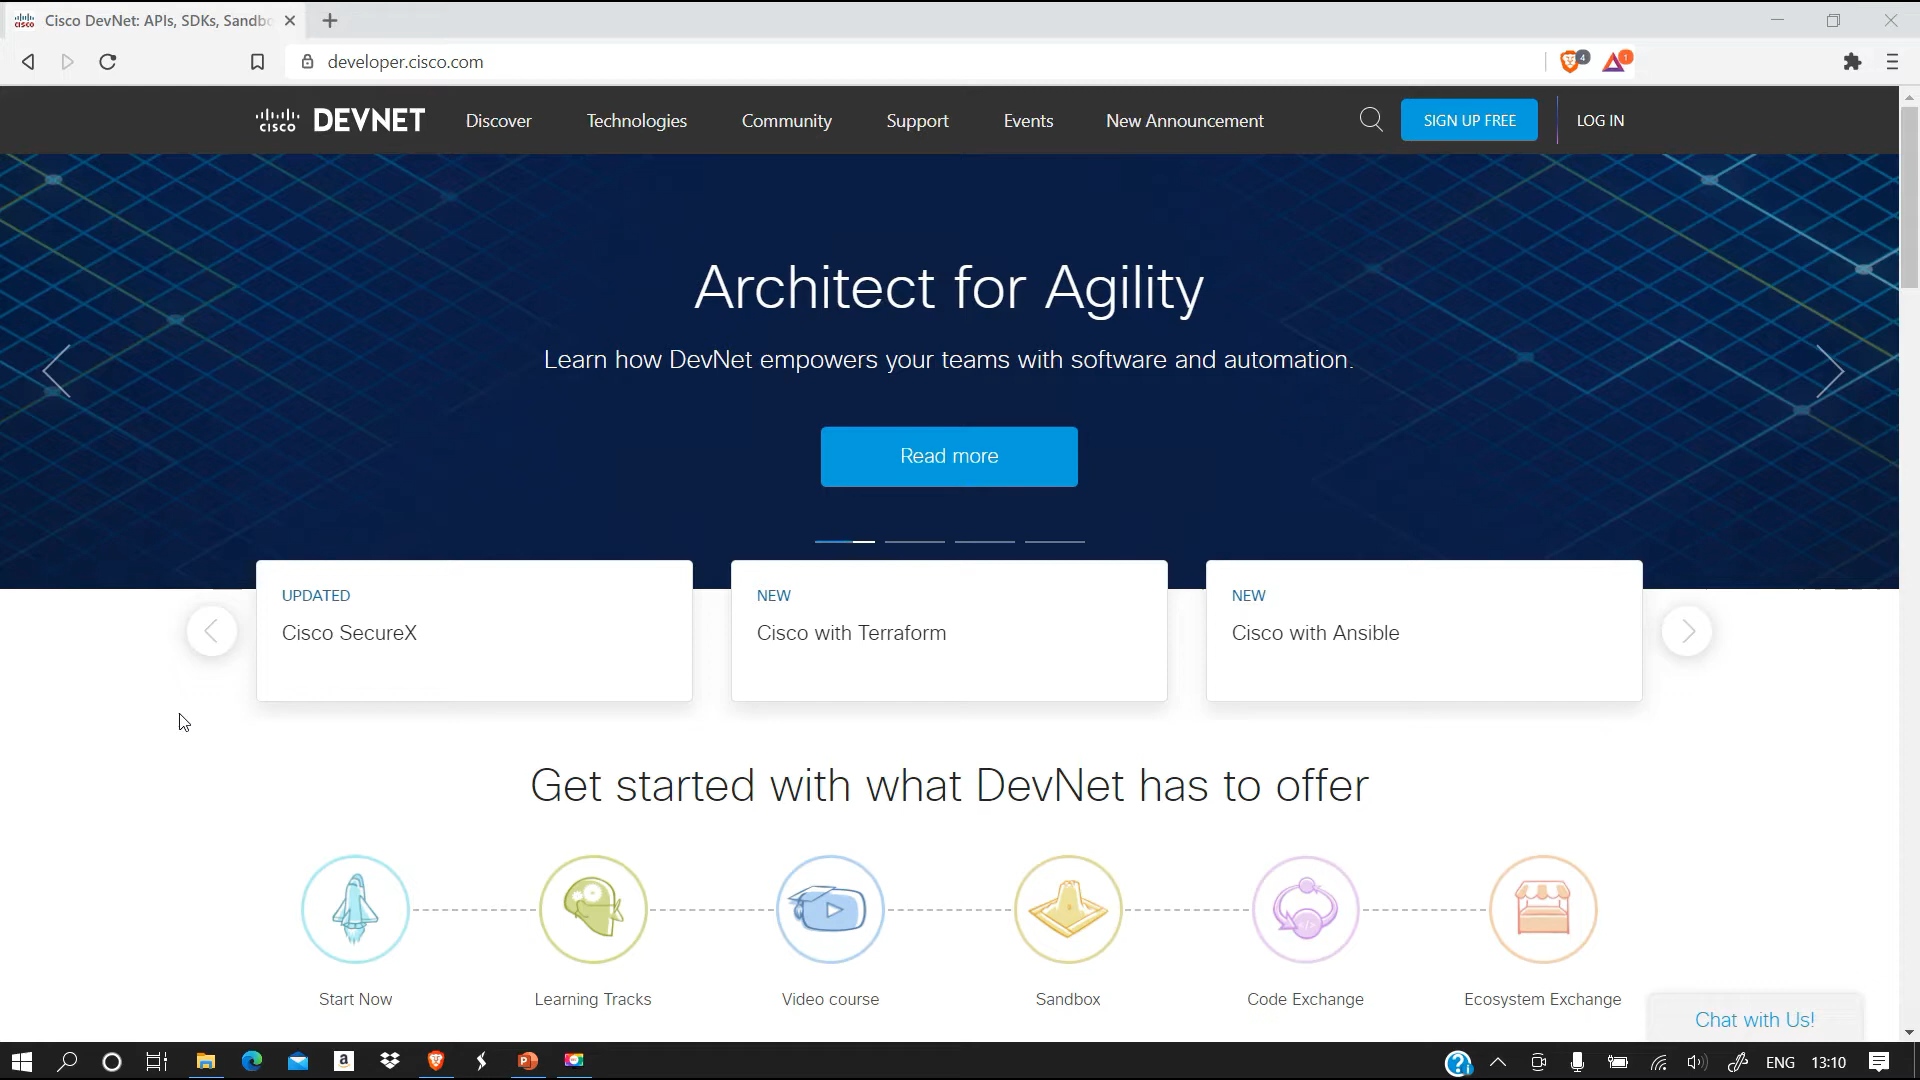 Cisco DevNet: APIs, SDKs, Sandbo
developer.cisco.com
4
1
cisco DEVNET
Discover
Technologies
Community
Support
Events
New Announcement
SIGN UP FREE
LOG IN
Architect for Agility
Learn how DevNet empowers your teams with software and automation.
Read more
UPDATED
Cisco SecureX
NEW
Cisco with Terraform
NEW
Cisco with Ansible
Get started with what DevNet has to offer
Start Now
Learning Tracks
Video course
Sandbox
Code Exchange
Ecosystem Exchange
Chat with Us!
ENG
13:10